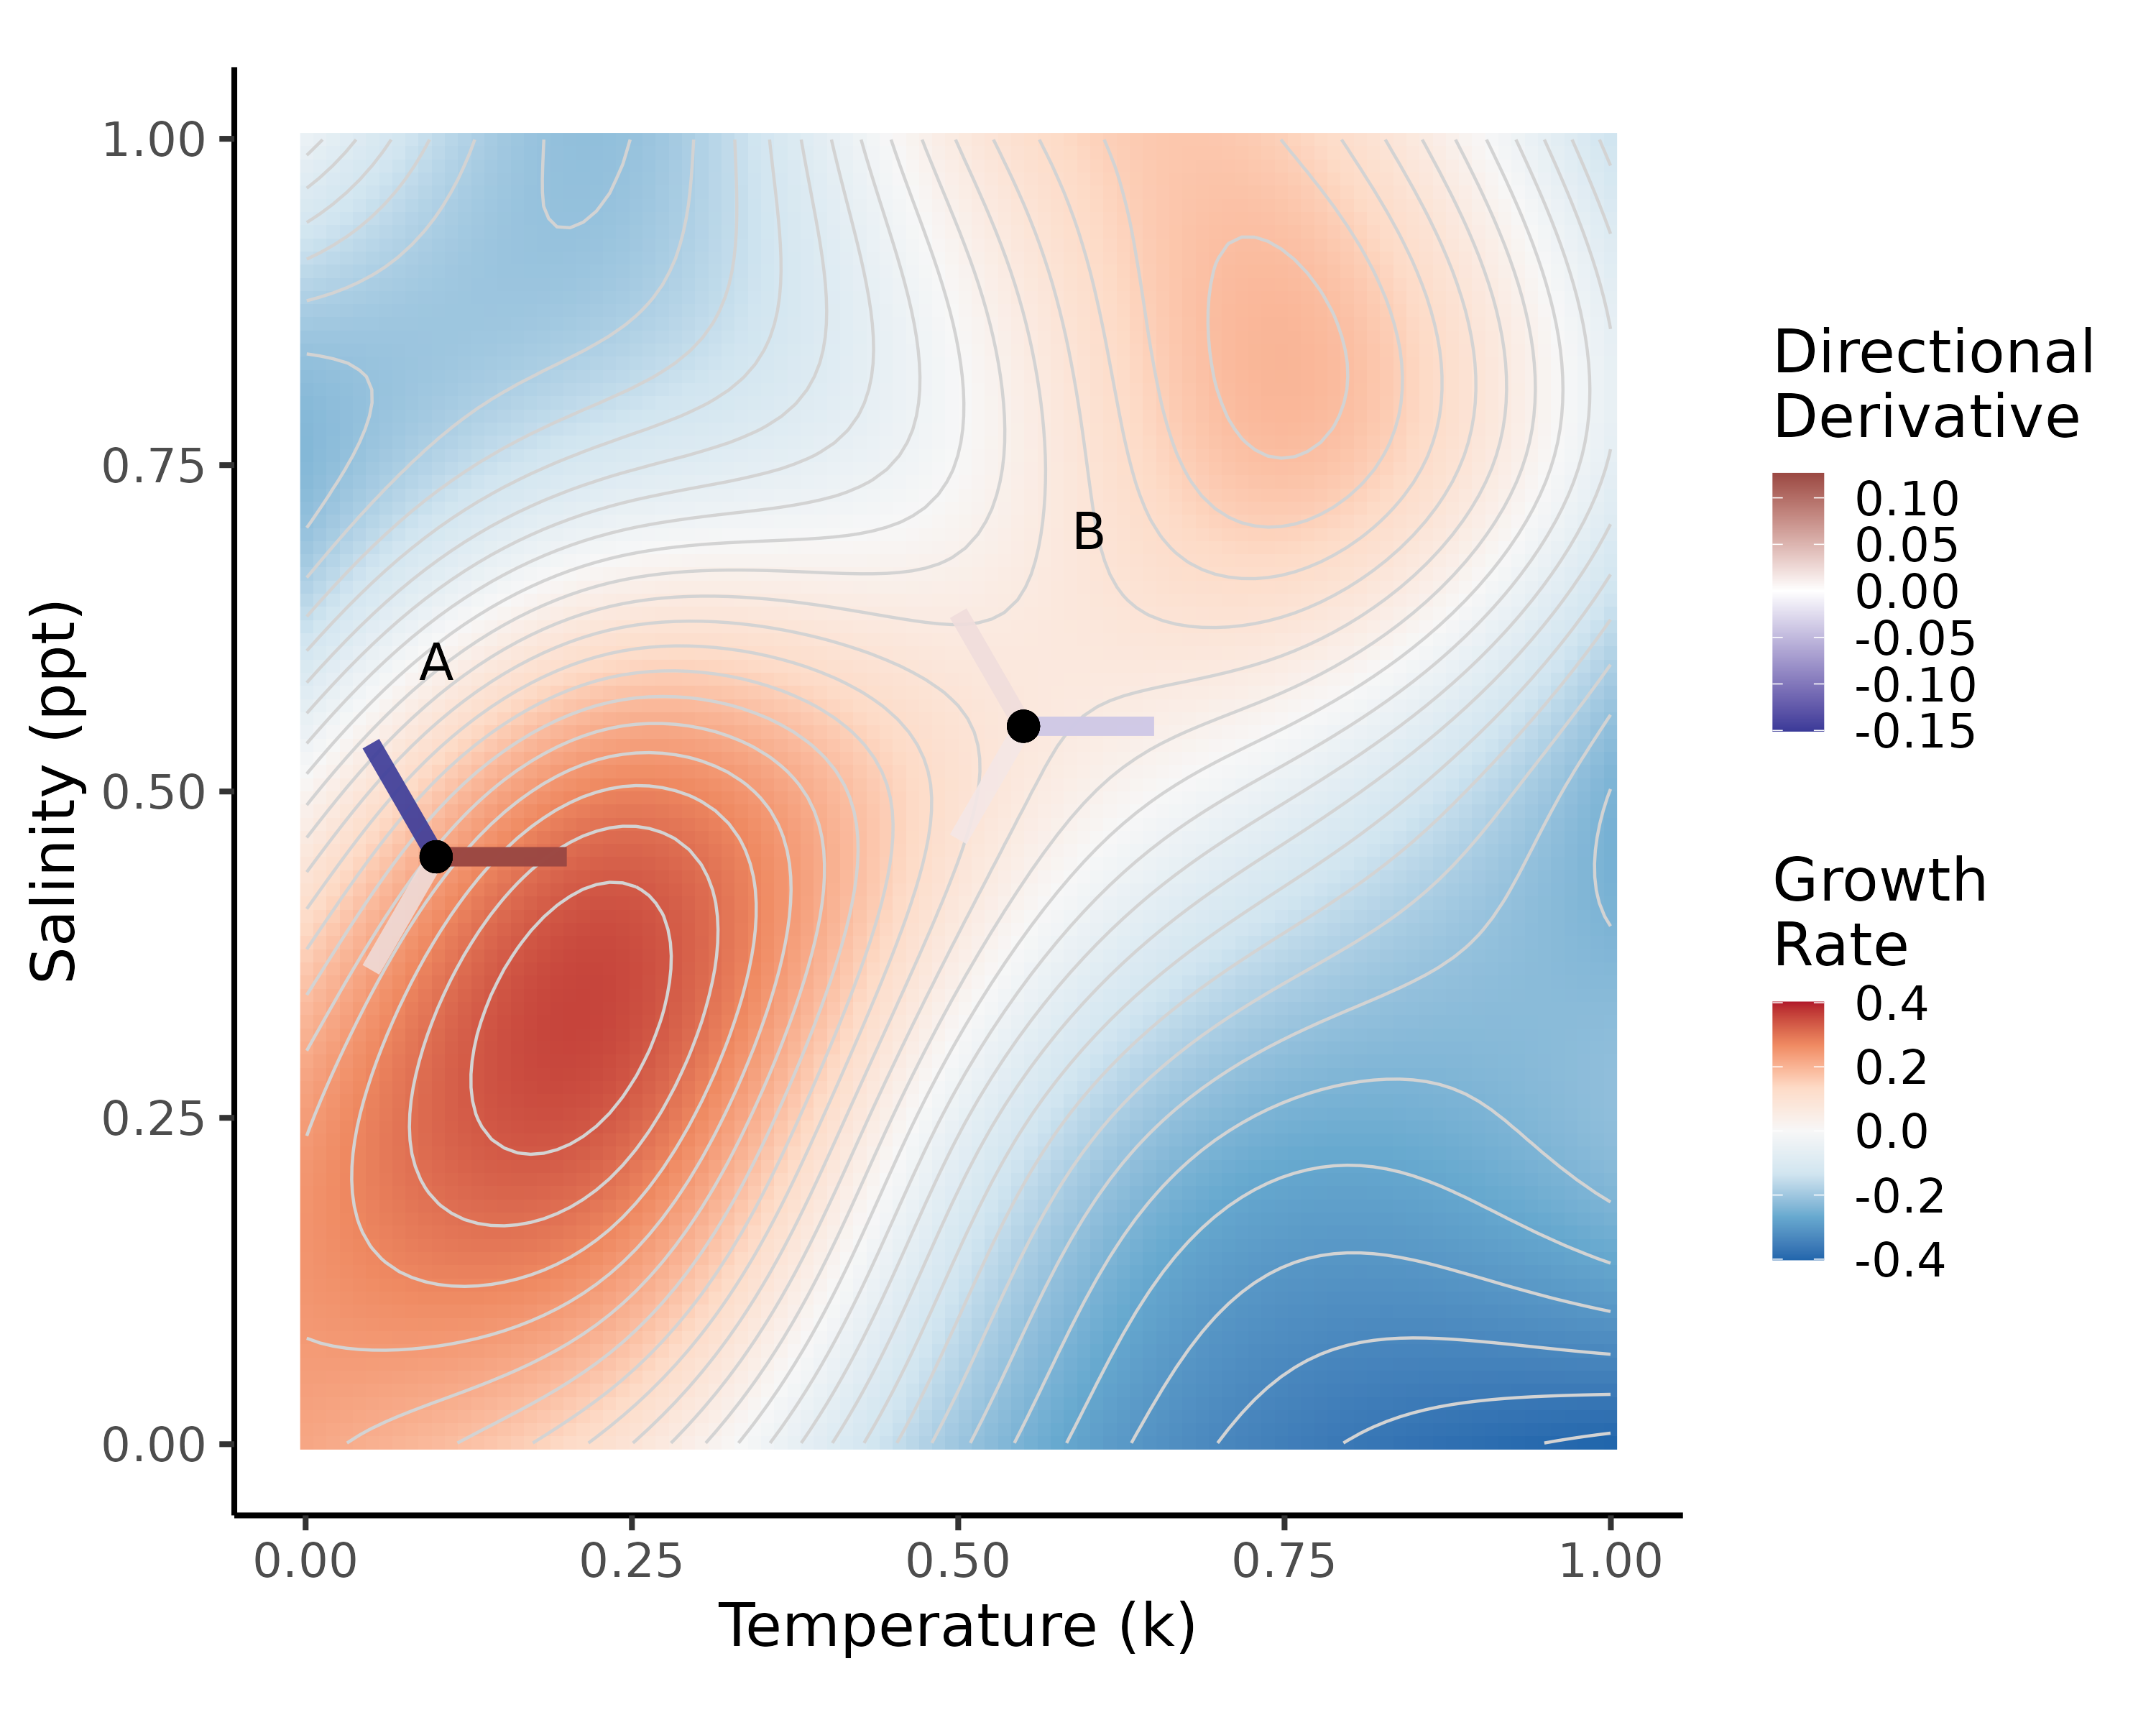 1.00
0.75
0.50
0.25
0.00
Salinity (ppt)
A
B
0.00 0.25 0.50 0.75 1.00
Temperature (k)
Directional
Derivative
0.10
0.05
0.00
-0.05
-0.10
-0.15
Growth
Rate
0.4
0.2
0.0
-0.2
-0.4